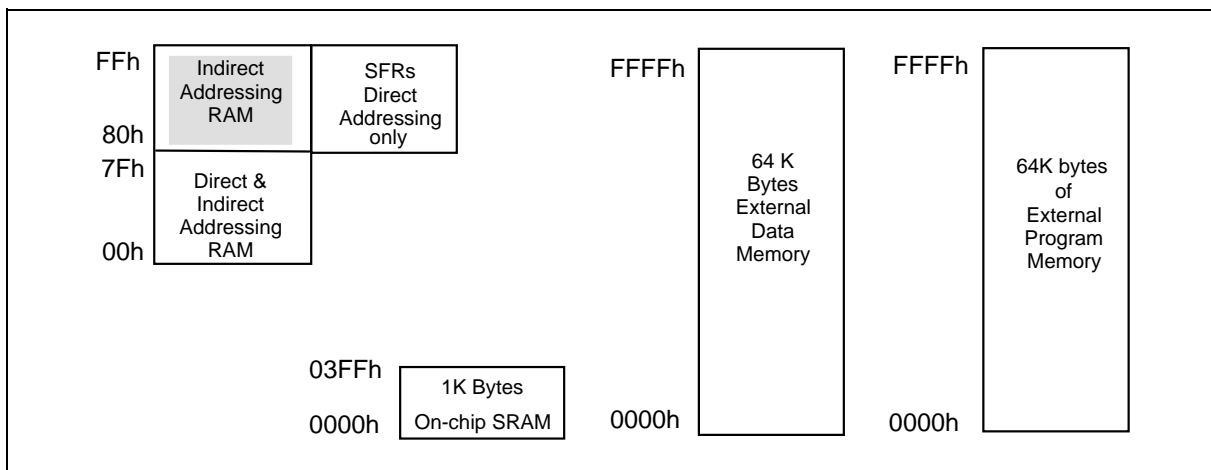 FFh
Indirect
Addressing
RAM
80h
SFRs
Direct
Addressing
only
7Fh
Direct &
Indirect
Addressing
RAM
00h
03FFh
1K Bytes
0000h
On-chip SRAM
FFFFh
64 K
Bytes
External
Data
Memory
0000h
FFFFh
64K bytes
of
External
Program
Memory
0000h